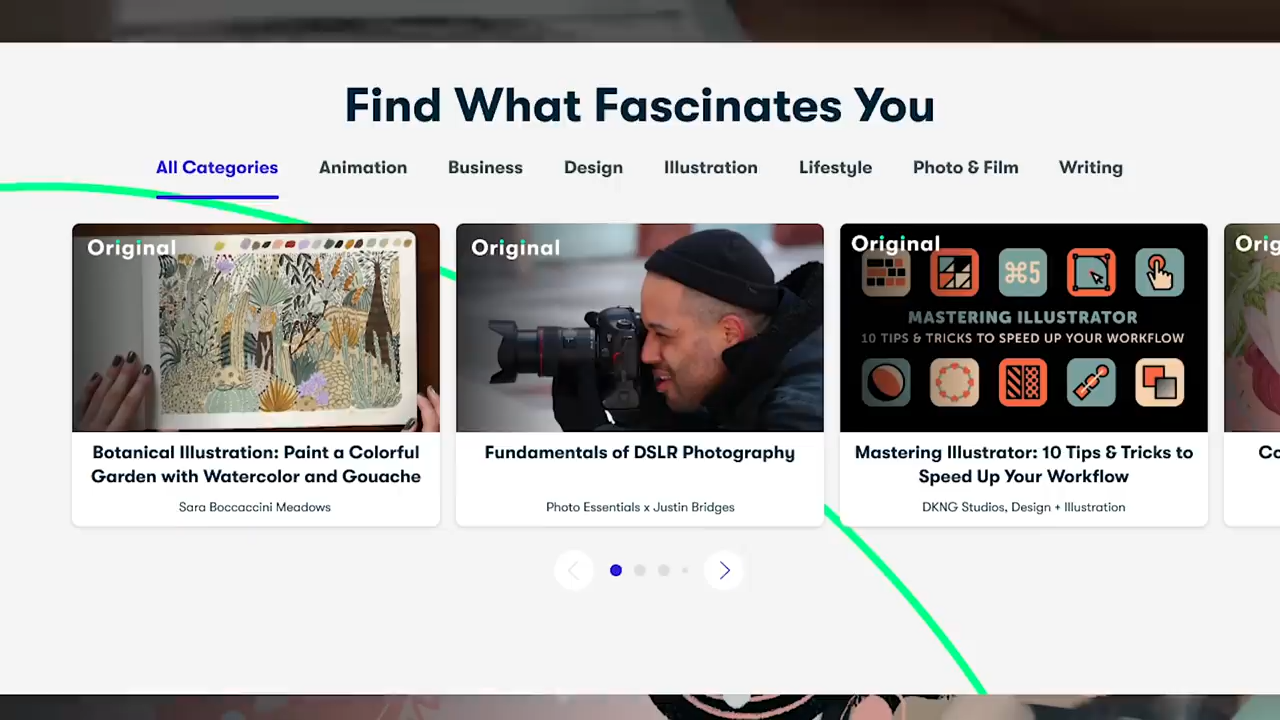 Find What Fascinates You
All Categories Animation Business Design Illustration Lifestyle Photo & Film Writing
Original
Botanical Illustration: Paint a Colorful
Garden with Watercolor and Gouache
Sara Boccaccini Meadows
Original
Fundamentals of DSLR Photography
Photo Essentials x Justin Bridges
Original
⌘5
MASTERING ILLUSTRATOR
10 TIPS & TRICKS TO SPEED UP YOUR WORKFLOW
Mastering Illustrator: 10 Tips & Tricks to
Speed Up Your Workflow
DKNG Studios, Design + Illustration
Orig
Co